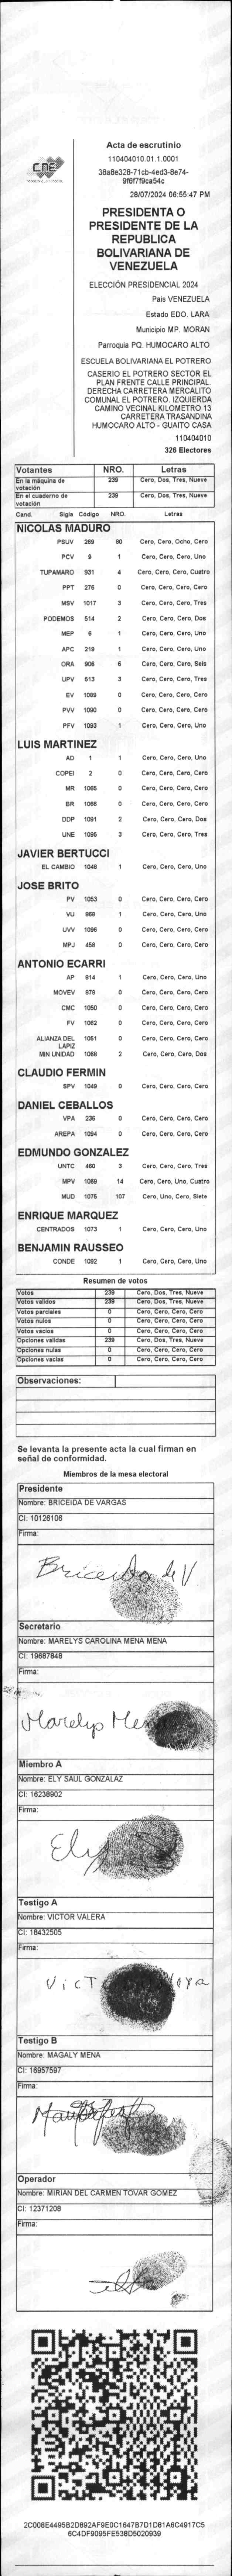 CNE
Acta de escrutinio
110404010.01.1.0001
38a8e328-71cb-4ed3-8e74-
9f6f7f9ca54c
28/07/2024 06:55:47 PM
PRESIDENTA O
PRESIDENTE DE LA
REPUBLICA
BOLIVARIANA DE
VENEZUELA
ELECCIÓN PRESIDENCIAL 2024
Pais VENEZUELA
Estado EDO. LARA
Municipio MP. MORAN
Parroquia PQ. HUMOCARO ALTO
ESCUELA BOLIVARIANA EL POTRERO
CASERIO EL POTRERO SECTOR EL
PLAN FRENTE CALLE PRINCIPAL.
DERECHA CARRETERA MERCALITO
COMUNAL EL POTRERO. IZQUIERDA
CAMINO VECINAL KILOMETRO 13
CARRETERA TRASANDINA
HUMOCARO ALTO - GUAITO CASA
110404010
326 Electores
Votantes NRO. Letras
En la máquina de votación 239 Cero, Dos, Tres, Nueve
En el cuaderno de votación 239 Cero, Dos, Tres, Nueve
Cand. Sigla Código NRO. Letras
NICOLAS MADURO
PSUV 269 80 Cero, Cero, Ocho, Cero
PCV 9 1 Cero, Cero, Cero, Uno
TUPAMARO 931 4 Cero, Cero, Cero, Cuatro
PPT 276 0 Cero, Cero, Cero, Cero
MSV 1017 3 Cero, Cero, Cero, Tres
PODEMOS 514 2 Cero, Cero, Cero, Dos
MEP 6 1 Cero, Cero, Cero, Uno
APC 219 1 Cero, Cero, Cero, Uno
ORA 906 6 Cero, Cero, Cero, Seis
UPV 513 3 Cero, Cero, Cero, Tres
EV 1089 0 Cero, Cero, Cero, Cero
PVV 1090 0 Cero, Cero, Cero, Cero
PFV 1093 1 Cero, Cero, Cero, Uno
LUIS MARTINEZ
AD 1 1 Cero, Cero, Cero, Uno
COPEI 2 0 Cero, Cero, Cero, Cero
MR 1065 0 Cero, Cero, Cero, Cero
BR 1066 0 Cero, Cero, Cero, Cero
DDP 1091 2 Cero, Cero, Cero, Dos
UNE 1095 3 Cero, Cero, Cero, Tres
JAVIER BERTUCCI
EL CAMBIO 1048 1 Cero, Cero, Cero, Uno
JOSE BRITO
PV 1053 0 Cero, Cero, Cero, Cero
VU 868 1 Cero, Cero, Cero, Uno
UVV 1096 0 Cero, Cero, Cero, Cero
MPJ 458 0 Cero, Cero, Cero, Cero
ANTONIO ECARRI
AP 814 1 Cero, Cero, Cero, Uno
MOVEV 979 0 Cero, Cero, Cero, Cero
CMC 1050 0 Cero, Cero, Cero, Cero
FV 1062 0 Cero, Cero, Cero, Cero
ALIANZA DEL LAPIZ 1051 0 Cero, Cero, Cero, Cero
MIN UNIDAD 1068 2 Cero, Cero, Cero, Dos
CLAUDIO FERMIN
SPV 1049 0 Cero, Cero, Cero, Cero
DANIEL CEBALLOS
VPA 236 0 Cero, Cero, Cero, Cero
AREPA 1094 0 Cero, Cero, Cero, Cero
EDMUNDO GONZALEZ
UNTC 460 3 Cero, Cero, Cero, Tres
MPV 1069 14 Cero, Cero, Uno, Cuatro
MUD 1075 107 Cero, Uno, Cero, Siete
ENRIQUE MARQUEZ
CENTRADOS 1073 1 Cero, Cero, Cero, Uno
BENJAMIN RAUSSEO
CONDE 1092 1 Cero, Cero, Cero, Uno
Resumen de votos
Votos 239 Cero, Dos, Tres, Nueve
Votos validos 239 Cero, Dos, Tres, Nueve
Votos parciales 0 Cero, Cero, Cero, Cero
Votos nulos 0 Cero, Cero, Cero, Cero
Votos vacios 0 Cero, Cero, Cero, Cero
Opciones validas 239 Cero, Dos, Tres, Nueve
Opciones nulas 0 Cero, Cero, Cero, Cero
Opciones vacias 0 Cero, Cero, Cero, Cero
Observaciones:
Se levanta la presente acta la cual firman en
señal de conformidad.
Miembros de la mesa electoral
Presidente
Nombre: BRICEIDA DE VARGAS
CI: 10126106
Firma:
Briceida de V
Secretario
Nombre: MARELYS CAROLINA MENA MENA
CI: 19687848
Firma:
Marelys Mena
Miembro A
Nombre: ELY SAUL GONZALAZ
CI: 16238902
Firma:
Ely
Testigo A
Nombre: VICTOR VALERA
CI: 18432505
Firma:
Testigo B
Nombre: MAGALY MENA
CI: 16957597
Firma:
Operador
Nombre: MIRIAN DEL CARMEN TOVAR GOMEZ
CI: 12371208
Firma:
2C008E4495B2D892AF9E0C1647B7D1D81A6C4917C5
6C4DF9095FE538D5020939